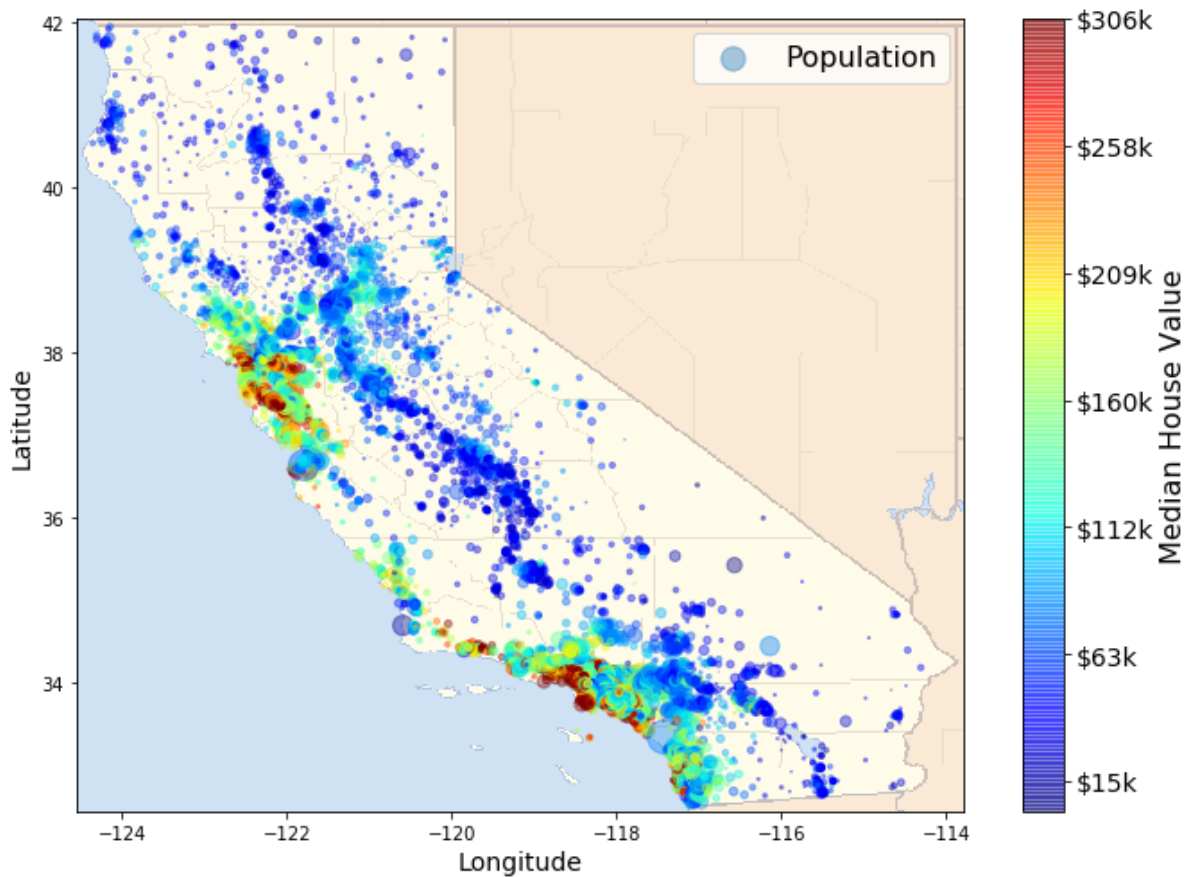 Population
42
40
38
36
34
Latitude
−124
−122
−120
−118
−116
−114
Longitude
$306k
$258k
$209k
$160k
$112k
$63k
$15k
Median House Value